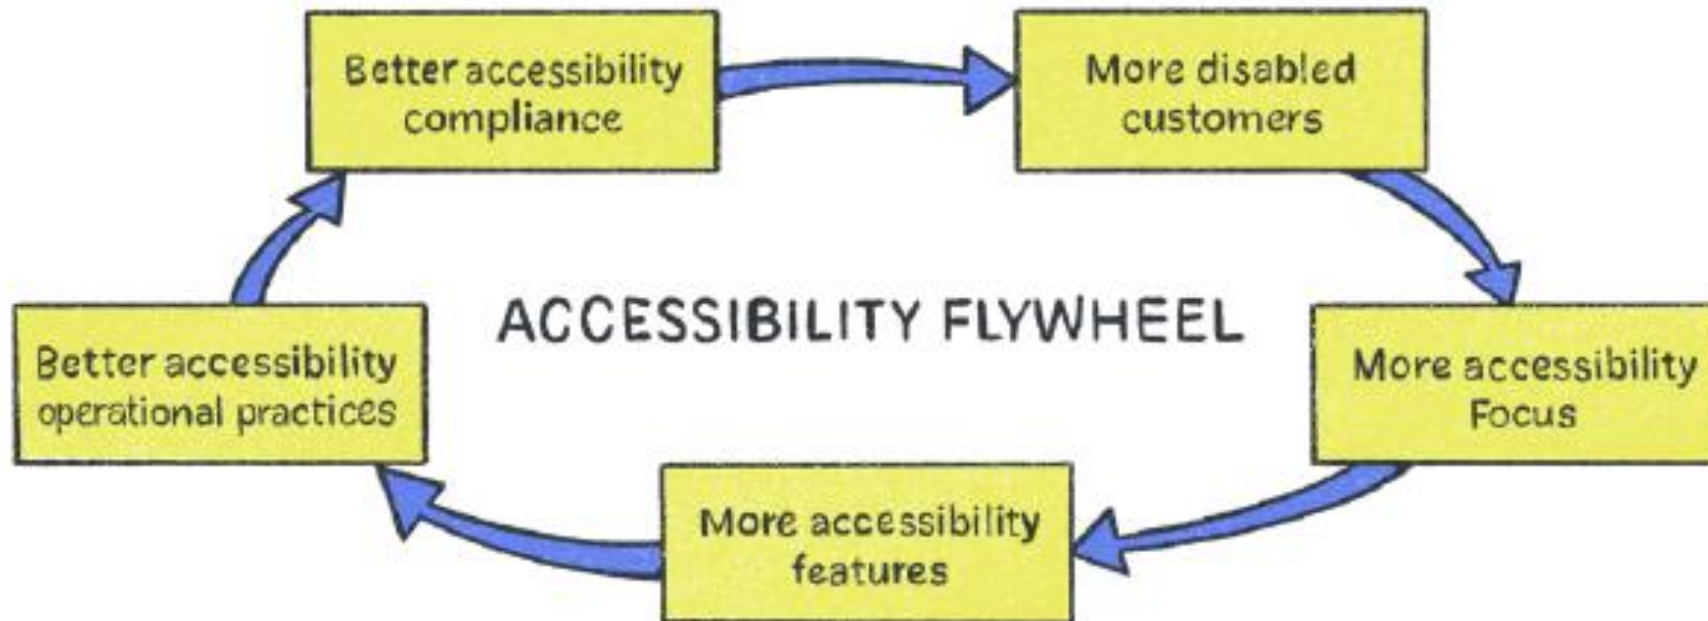 Better accessibility
compliance
More disabled
customers
ACCESSIBILITY FLYWHEEL
Better accessibility
operational practices
More accessibility
Focus
More accessibility
features